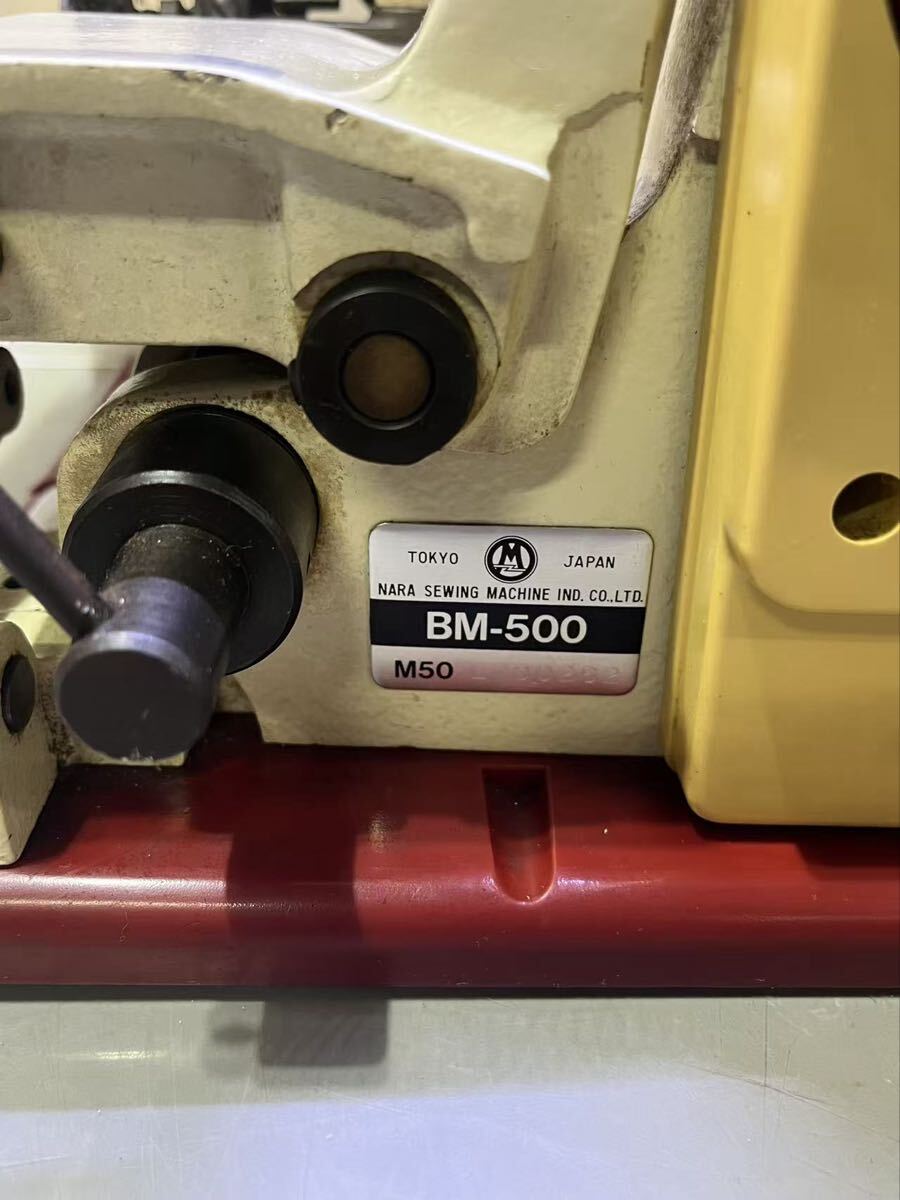 TOKYO M JAPAN
NARA SEWING MACHINE IND. CO.,LTD.
BM-500
M50